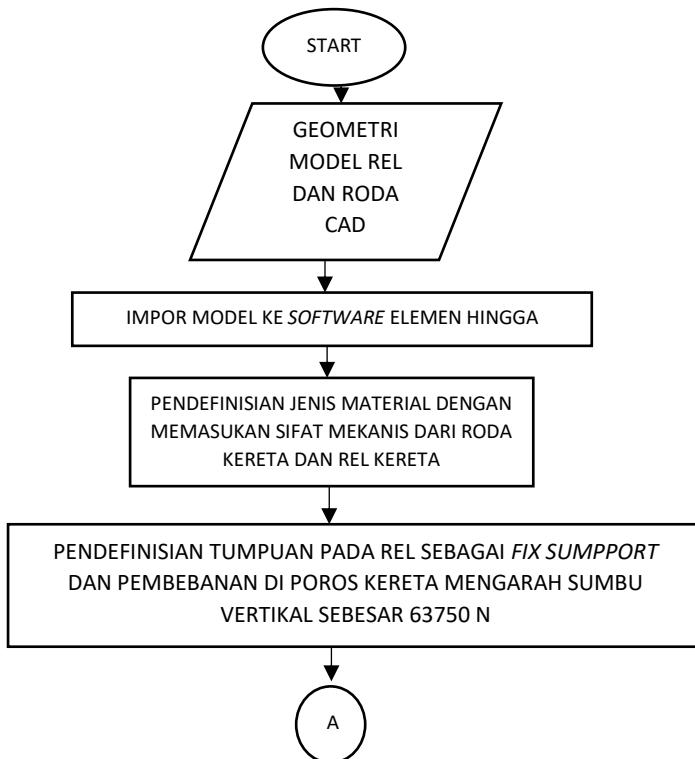 START
GEOMETRI
MODEL REL
DAN RODA
CAD
IMPOR MODEL KE SOFTWARE ELEMEN HINGGA
PENDEFINISIAN JENIS MATERIAL DENGAN
MEMASUKAN SIFAT MEKANIS DARI RODA
KERETA DAN REL KERETA
PENDEFINISIAN TUMPUAN PADA REL SEBAGAI FIX SUMPPORT
DAN PEMBEBANAN DI POROS KERETA MENGARAH SUMBU
VERTIKAL SEBESAR 63750 N
A